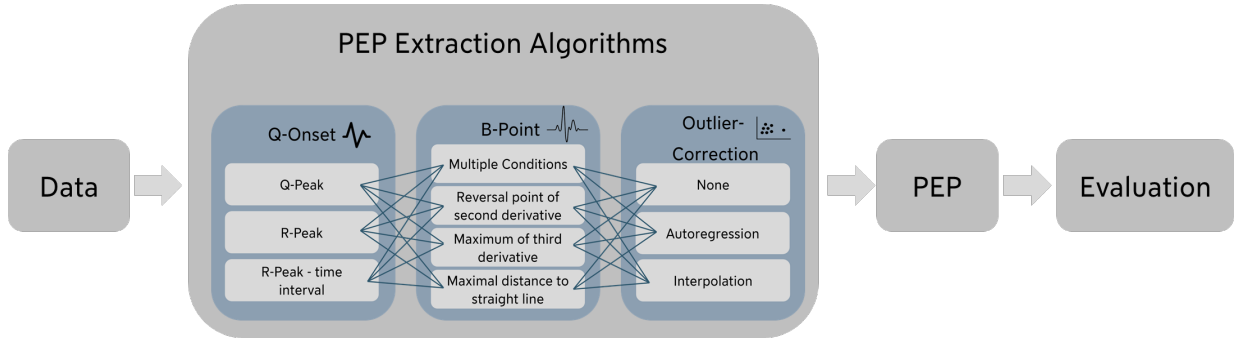 PEP Extraction Algorithms
Data
Q-Onset
Q-Peak
R-Peak
R-Peak - time
interval
B-Point
Multiple Conditions
Reversal point of
second derivative
Maximum of third
derivative
Maximal distance to
straight line
Outlier-
Correction
None
Autoregression
Interpolation
PEP
Evaluation